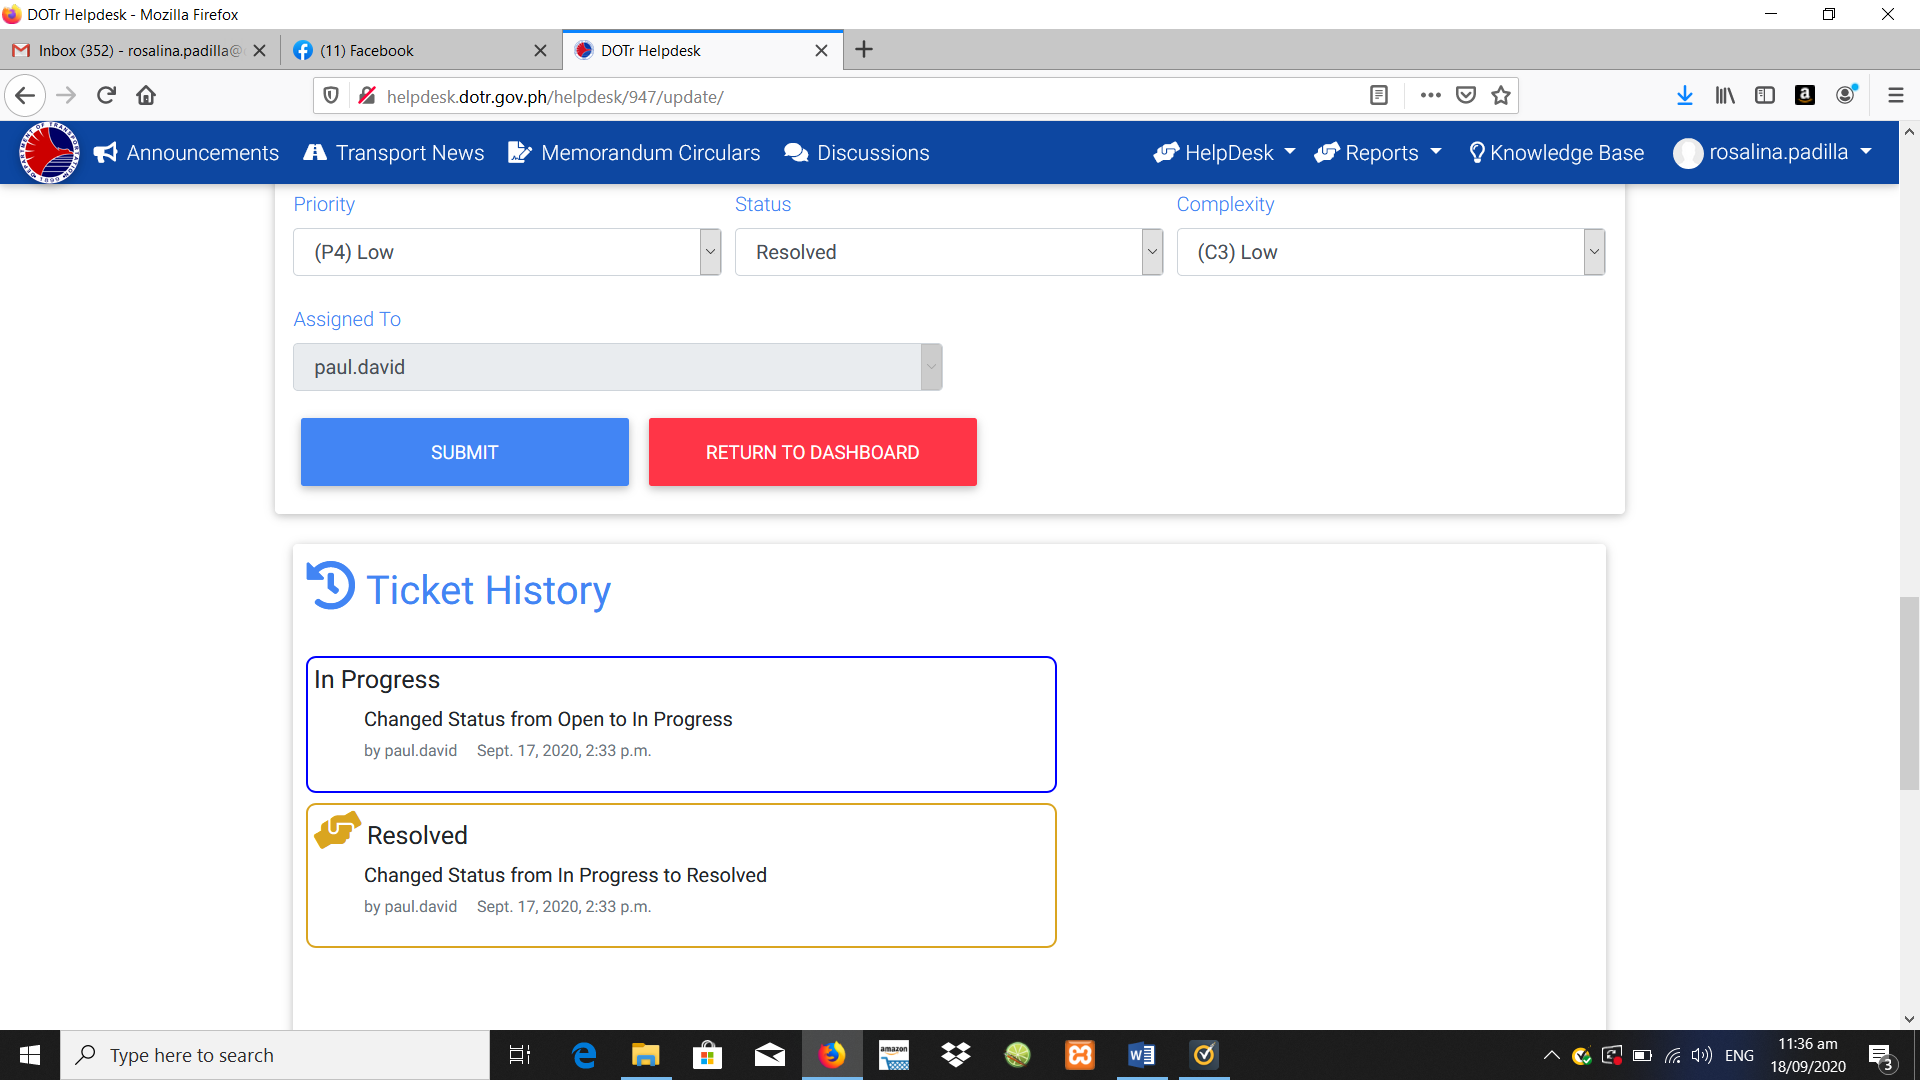 DOTr Helpdesk - Mozilla Firefox
Inbox (352) - rosalina.padilla@
(11) Facebook
DOTr Helpdesk
helpdesk.dotr.gov.ph/helpdesk/947/update/
Announcements
Transport News
Memorandum Circulars
Discussions
HelpDesk
Reports
Knowledge Base
rosalina.padilla
Priority
Status
Complexity
(P4) Low
Resolved
(C3) Low
Assigned To
paul.david
SUBMIT
RETURN TO DASHBOARD
Ticket History
In Progress
Changed Status from Open to In Progress
by paul.david Sept. 17, 2020, 2:33 p.m.
Resolved
Changed Status from In Progress to Resolved
by paul.david Sept. 17, 2020, 2:33 p.m.
Type here to search
amazon
ENG
11:36 am
18/09/2020
3